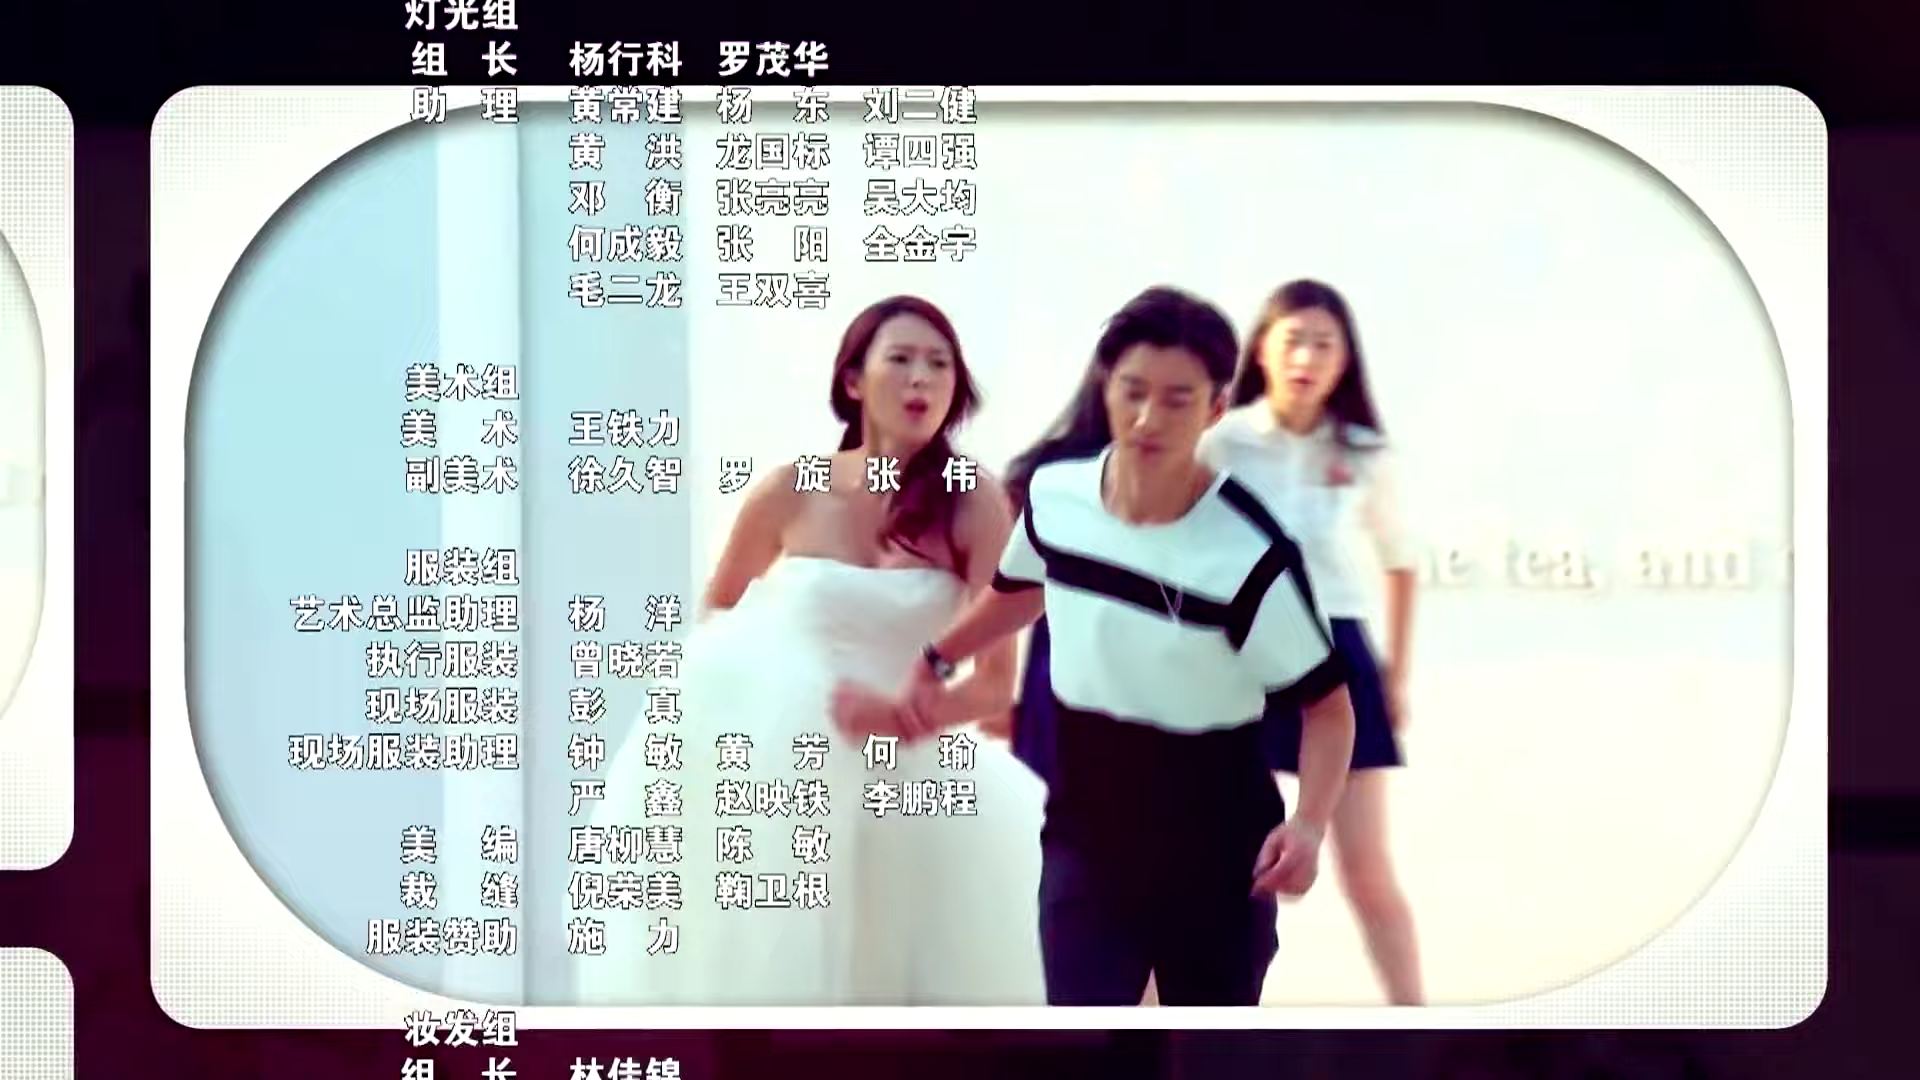 灯光组
组 长 杨行科 罗茂华
助 理 黄常建 杨 东 刘二健
黄 洪 龙国标 谭四强
邓 衡 张亮亮 吴大均
何成毅 张 阳 全金宇
毛二龙 王双喜
美术组
美 术 王铁力
副美术 徐久智 罗 旋 张 伟
服装组
艺术总监助理 杨 洋
执行服装 曾晓若
现场服装 彭 真
现场服装助理 钟 敏 黄 芳 何 瑜
严 鑫 赵映铁 李鹏程
美 编 唐柳慧 陈 敏
裁 缝 倪荣美 鞠卫根
服装赞助 施 力
妆发组
组 长 林佳锦
tea, and